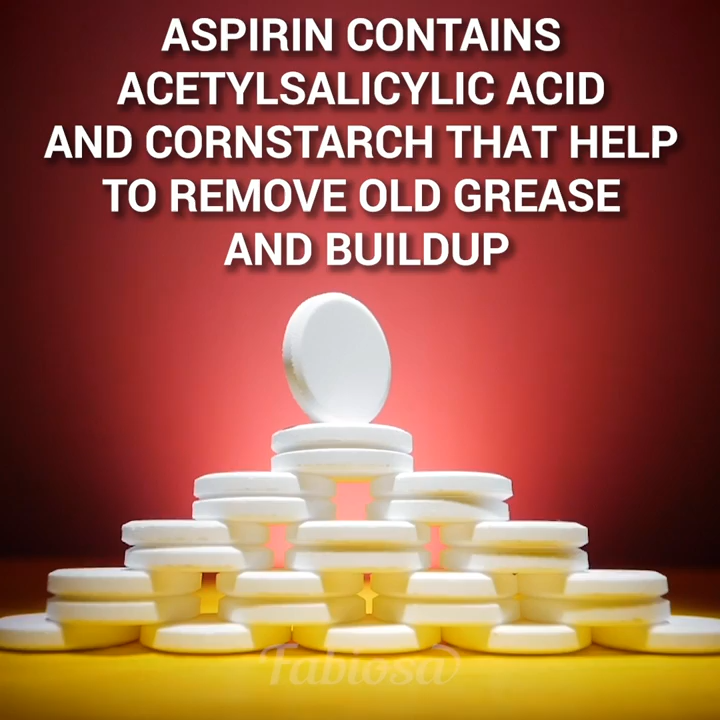 ASPIRIN CONTAINS
ACETYLSALICYLIC ACID
AND CORNSTARCH THAT HELP
TO REMOVE OLD GREASE
AND BUILDUP
Fabiosa